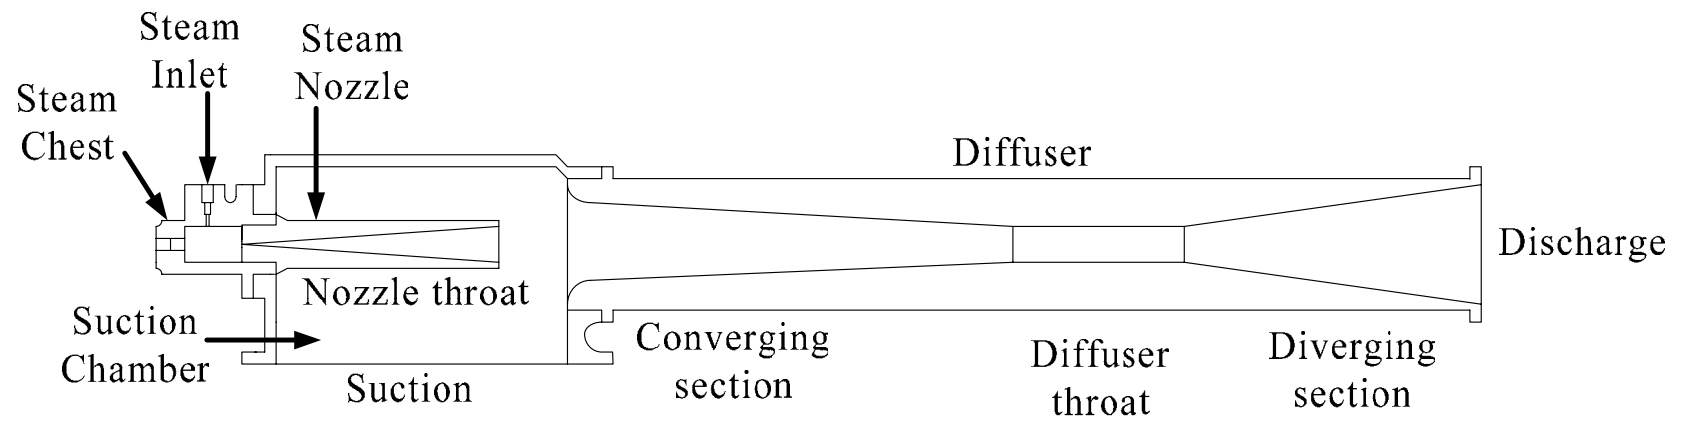 Steam
Inlet
Steam
Nozzle
Steam
Chest
Diffuser
Discharge
Nozzle throat
Suction
Chamber
Suction
Converging
section
Diffuser
throat
Diverging
section